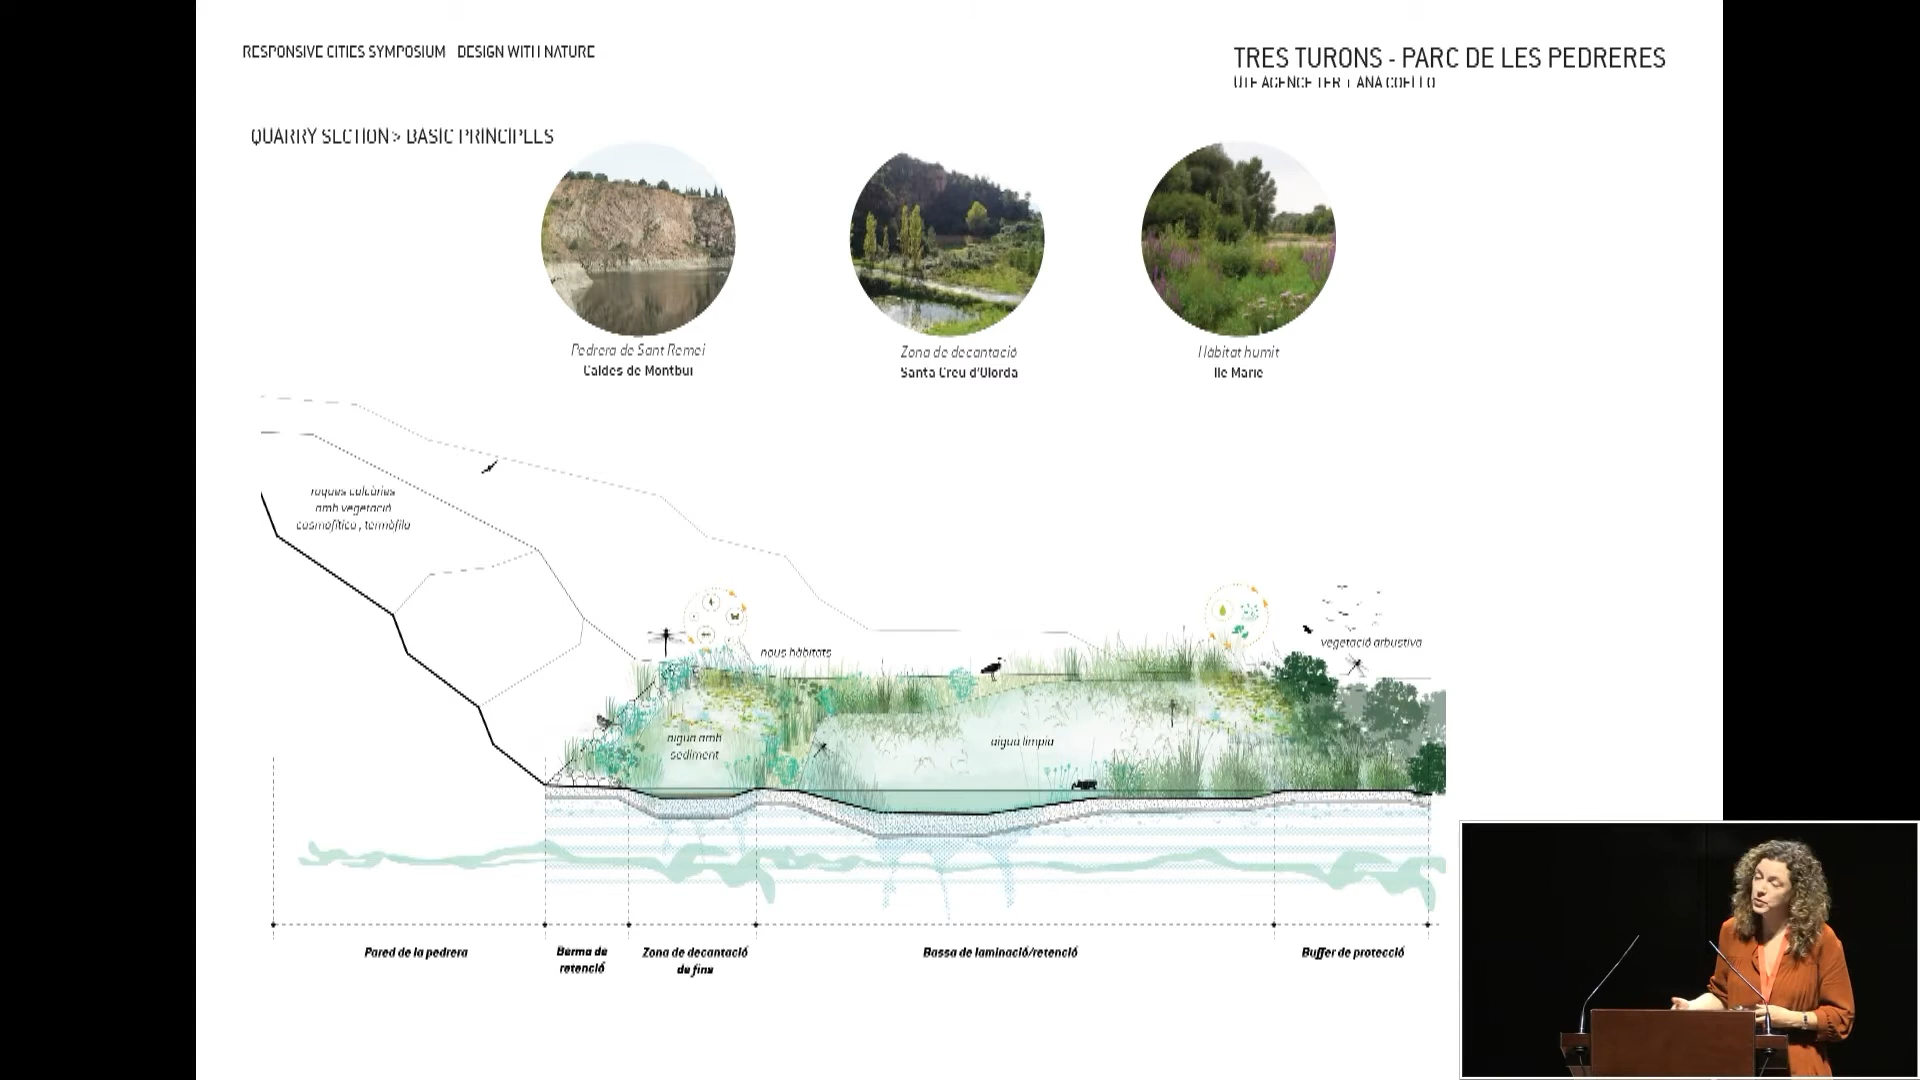 RESPONSIVE CITIES SYMPOSIUM DESIGN WITH NATURE
TRES TURONS - PARC DE LES PEDRERES
UTE AGENCE TER + ANA COELLO
QUARRY SECTION > BASIC PRINCIPLES
Pedrera de Sant Remei
Caldes de Montbui
Zona de decantació
Santa Creu d'Olorda
Hàbitat humit
Ile Marie
roques calcàries
amb vegetació
casmofítica, termòfila
nous hàbitats
vegetació arbustiva
aigua amb
sediment
aigua limpia
Pared de la pedrera
Berma de
retenció
Zona de decantació
de fins
Bassa de laminació/retenció
Buffer de protecció